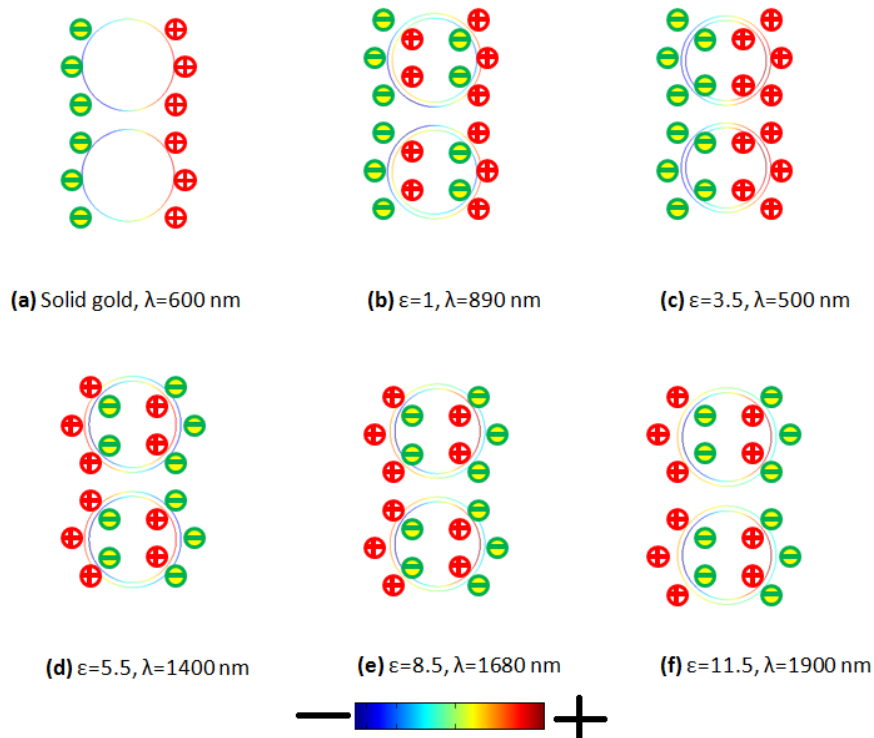 (a) Solid gold, λ=600 nm
(b) ε=1, λ=890 nm
(c) ε=3.5, λ=500 nm
(d) ε=5.5, λ=1400 nm
(e) ε=8.5, λ=1680 nm
(f) ε=11.5, λ=1900 nm